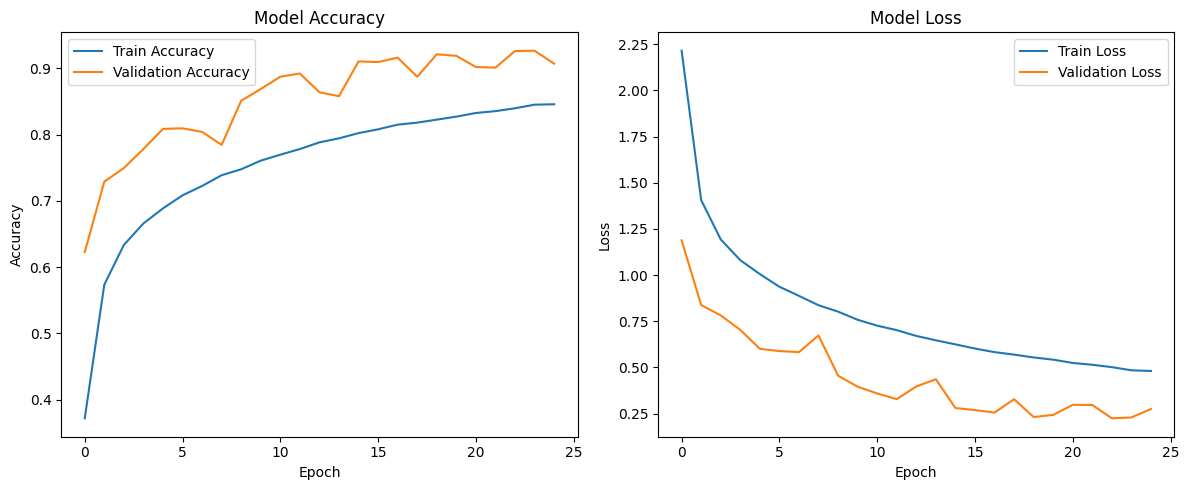 Model Accuracy
Train Accuracy
Validation Accuracy
0.9
0.8
0.7
0.6
0.5
0.4
Accuracy
0
5
10
15
20
25
Epoch
Model Loss
Train Loss
Validation Loss
2.25
2.00
1.75
1.50
1.25
1.00
0.75
0.50
0.25
Loss
0
5
10
15
20
25
Epoch